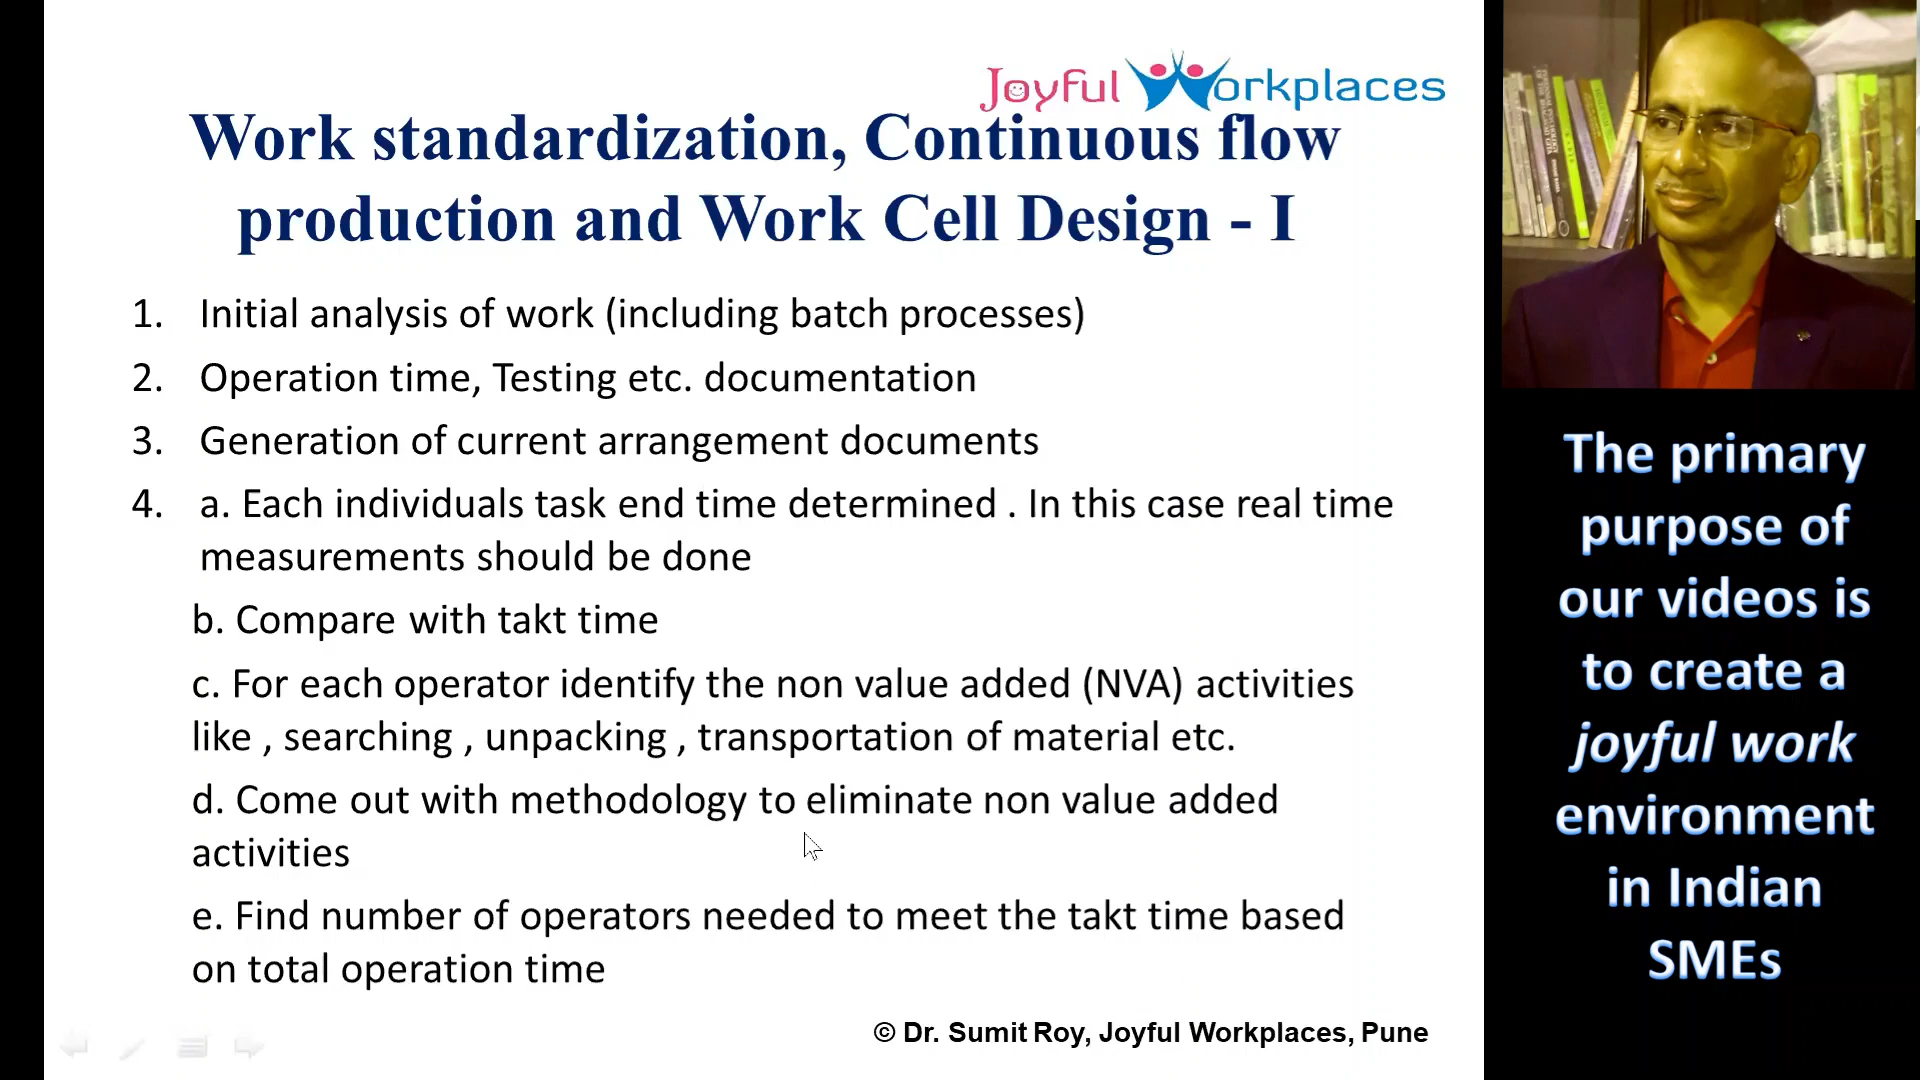 Joyful Workplaces
Work standardization, Continuous flow
production and Work Cell Design - I
1. Initial analysis of work (including batch processes)
2. Operation time, Testing etc. documentation
3. Generation of current arrangement documents
4. a. Each individuals task end time determined . In this case real time
measurements should be done
b. Compare with takt time
c. For each operator identify the non value added (NVA) activities
like , searching , unpacking , transportation of material etc.
d. Come out with methodology to eliminate non value added
activities
e. Find number of operators needed to meet the takt time based
on total operation time
© Dr. Sumit Roy, Joyful Workplaces, Pune
The primary
purpose of
our videos is
to create a
joyful work
environment
in Indian
SMEs